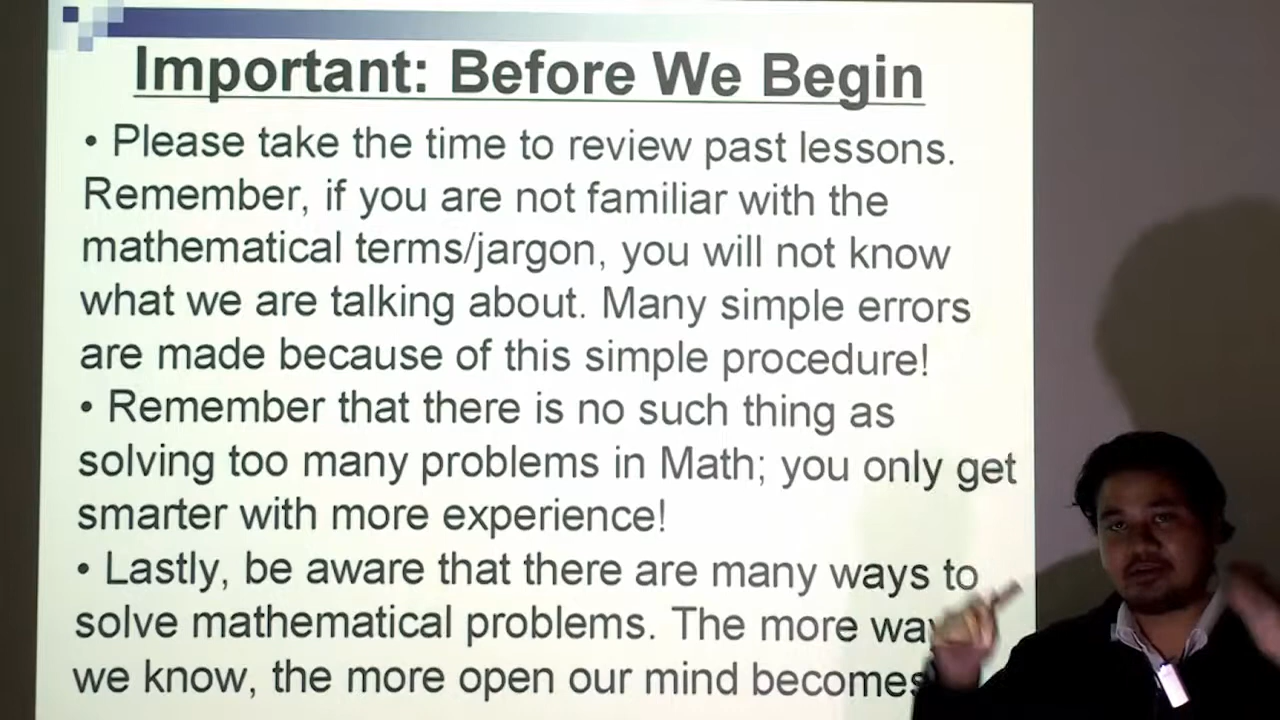 Important: Before We Begin
• Please take the time to review past lessons.
Remember, if you are not familiar with the
mathematical terms/jargon, you will not know
what we are talking about. Many simple errors
are made because of this simple procedure!
• Remember that there is no such thing as
solving too many problems in Math; you only get
smarter with more experience!
• Lastly, be aware that there are many ways to
solve mathematical problems. The more
we know, the more open our mind becomes